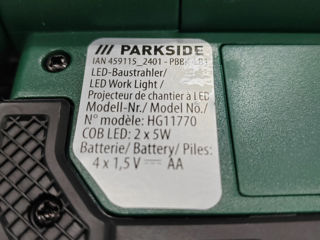 /// PARKSIDE
IAN 459115_2401 -
LED-Baustrahler/
LED Work Light /
Projecteur de chantier à LED
Modell-Nr./ Model No./
N° modèle: HG11770
COB LED: 2 x 5W
Batterie/ Battery/ Piles:
4 x 1,5 V ⎓ AA